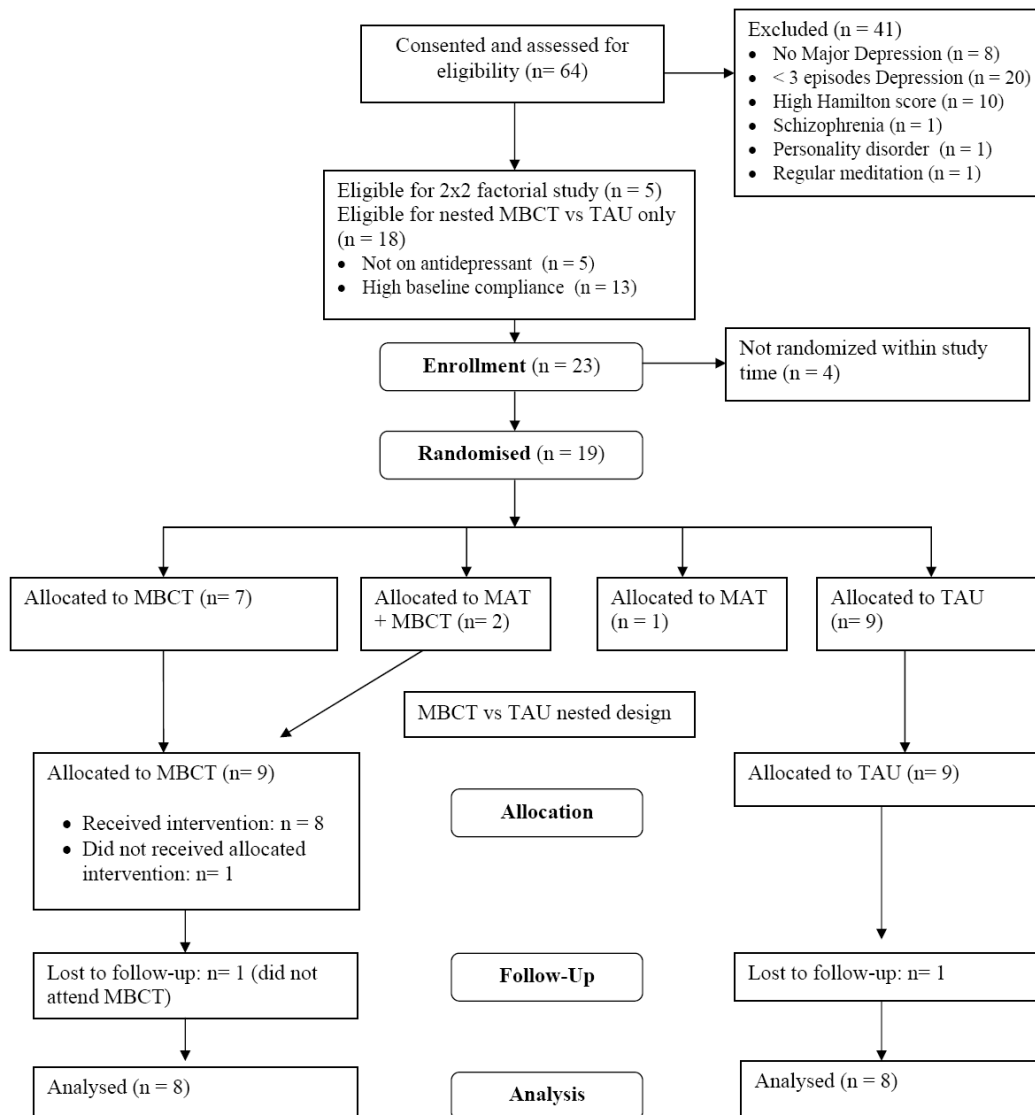 Consented and assessed for
eligibility (n= 64)
Excluded (n = 41)
• No Major Depression (n = 8)
• < 3 episodes Depression (n = 20)
• High Hamilton score (n = 10)
• Schizophrenia (n = 1)
• Personality disorder (n = 1)
• Regular meditation (n = 1)
Eligible for 2x2 factorial study (n = 5)
Eligible for nested MBCT vs TAU only
(n = 18)
• Not on antidepressant (n = 5)
• High baseline compliance (n = 13)
Enrollment (n = 23)
Not randomized within study
time (n = 4)
Randomised (n = 19)
Allocated to MBCT (n= 7)
Allocated to MAT
+ MBCT (n= 2)
Allocated to MAT
(n = 1)
Allocated to TAU
(n= 9)
MBCT vs TAU nested design
Allocated to MBCT (n= 9)
• Received intervention: n = 8
• Did not received allocated
intervention: n= 1
Allocation
Allocated to TAU (n= 9)
Lost to follow-up: n= 1 (did not
attend MBCT)
Follow-Up
Lost to follow-up: n= 1
Analysed (n = 8)
Analysis
Analysed (n = 8)